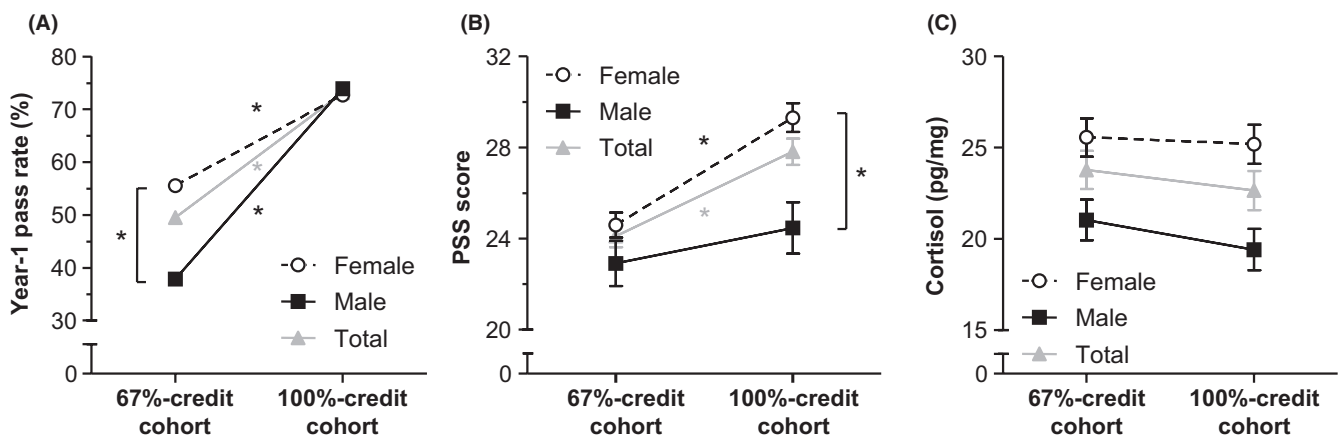 (A)
80
70
60
50
40
30
0
Year-1 pass rate (%)
*
*
*
*
Female
Male
Total
67%-credit
cohort
100%-credit
cohort
(B)
32
28
24
20
0
PSS score
Female
Male
Total
*
*
*
67%-credit
cohort
100%-credit
cohort
(C)
30
25
20
15
0
Cortisol (pg/mg)
Female
Male
Total
67%-credit
cohort
100%-credit
cohort